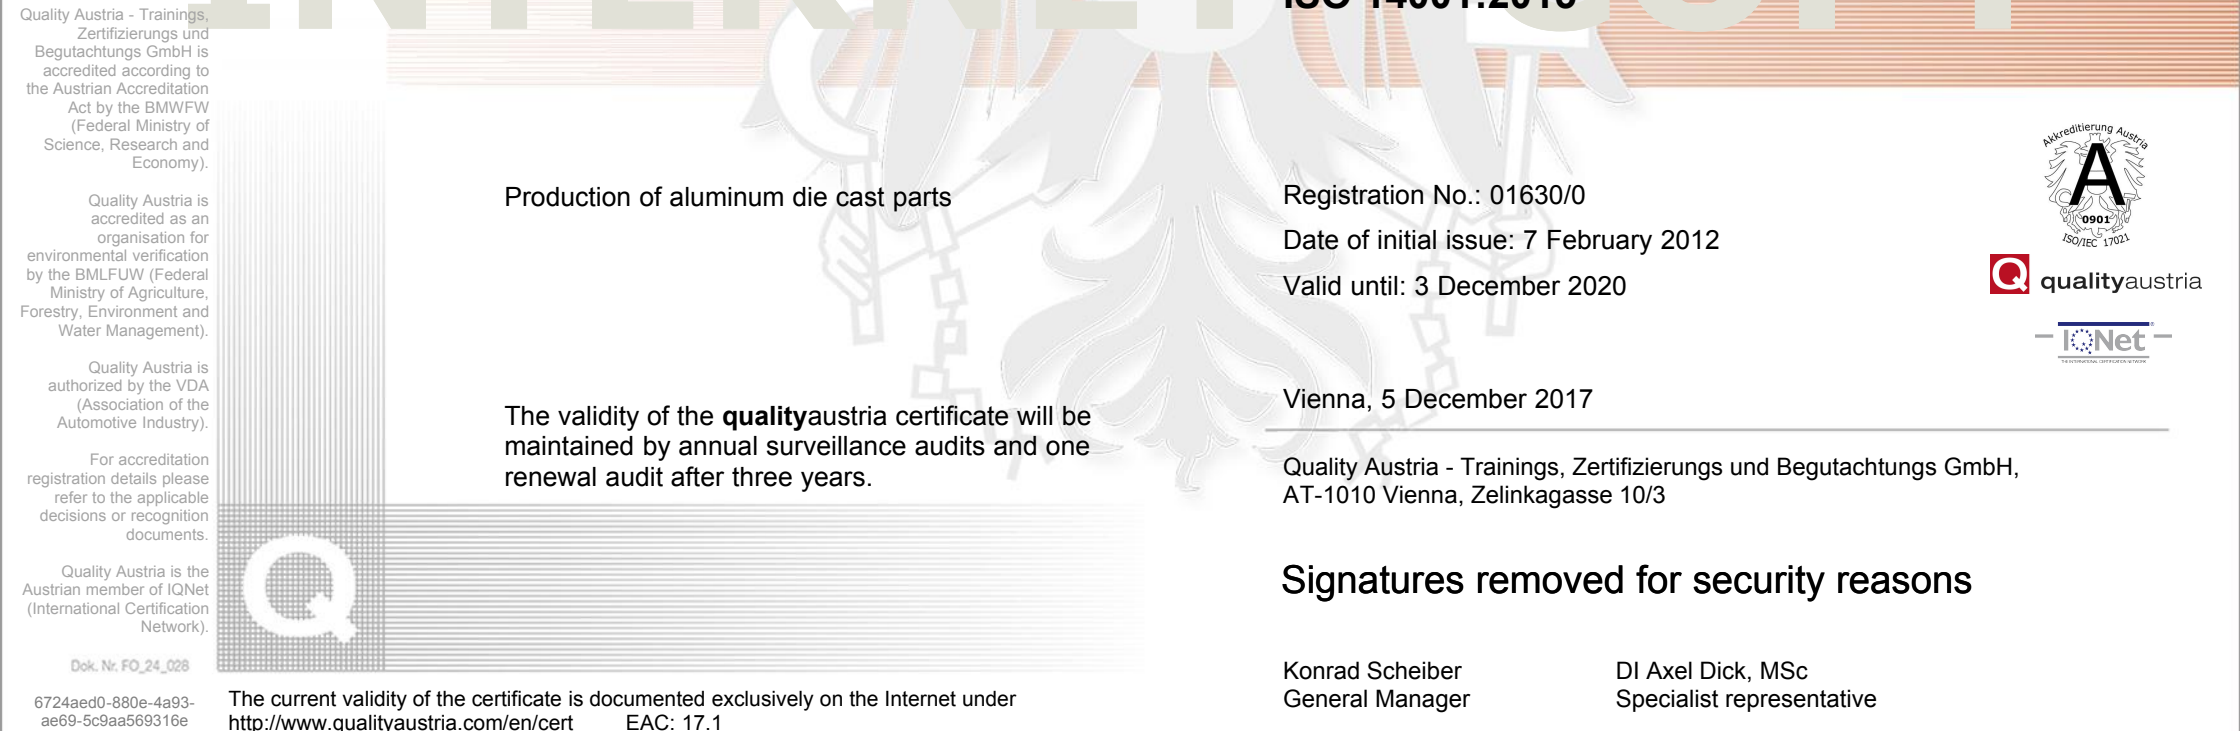 INTERNET COPY
ISO 14001:2015
Quality Austria - Trainings,
Zertifizierungs und
Begutachtungs GmbH is
accredited according to
the Austrian Accreditation
Act by the BMWFW
(Federal Ministry of
Science, Research and
Economy).
Quality Austria is
accredited as an
organisation for
environmental verification
by the BMLFUW (Federal
Ministry of Agriculture,
Forestry, Environment and
Water Management).
Quality Austria is
authorized by the VDA
(Association of the
Automotive Industry).
For accreditation
registration details please
refer to the applicable
decisions or recognition
documents.
Quality Austria is the
Austrian member of IQNet
(International Certification
Network).
Dok. Nr. FO_24_028
6724aed0-880e-4a93-
ae69-5c9aa569316e
Production of aluminum die cast parts
The validity of the qualityaustria certificate will be
maintained by annual surveillance audits and one
renewal audit after three years.
Q
The current validity of the certificate is documented exclusively on the Internet under
http://www.qualityaustria.com/en/cert EAC: 17.1
Registration No.: 01630/0
Date of initial issue: 7 February 2012
Valid until: 3 December 2020
Akkreditierung Austria
A
0901
ISO/IEC 17021
Q qualityaustria
IQNet
THE INTERNATIONAL CERTIFICATION NETWORK
Vienna, 5 December 2017
Quality Austria - Trainings, Zertifizierungs und Begutachtungs GmbH,
AT-1010 Vienna, Zelinkagasse 10/3
Signatures removed for security reasons
Konrad Scheiber
General Manager
DI Axel Dick, MSc
Specialist representative